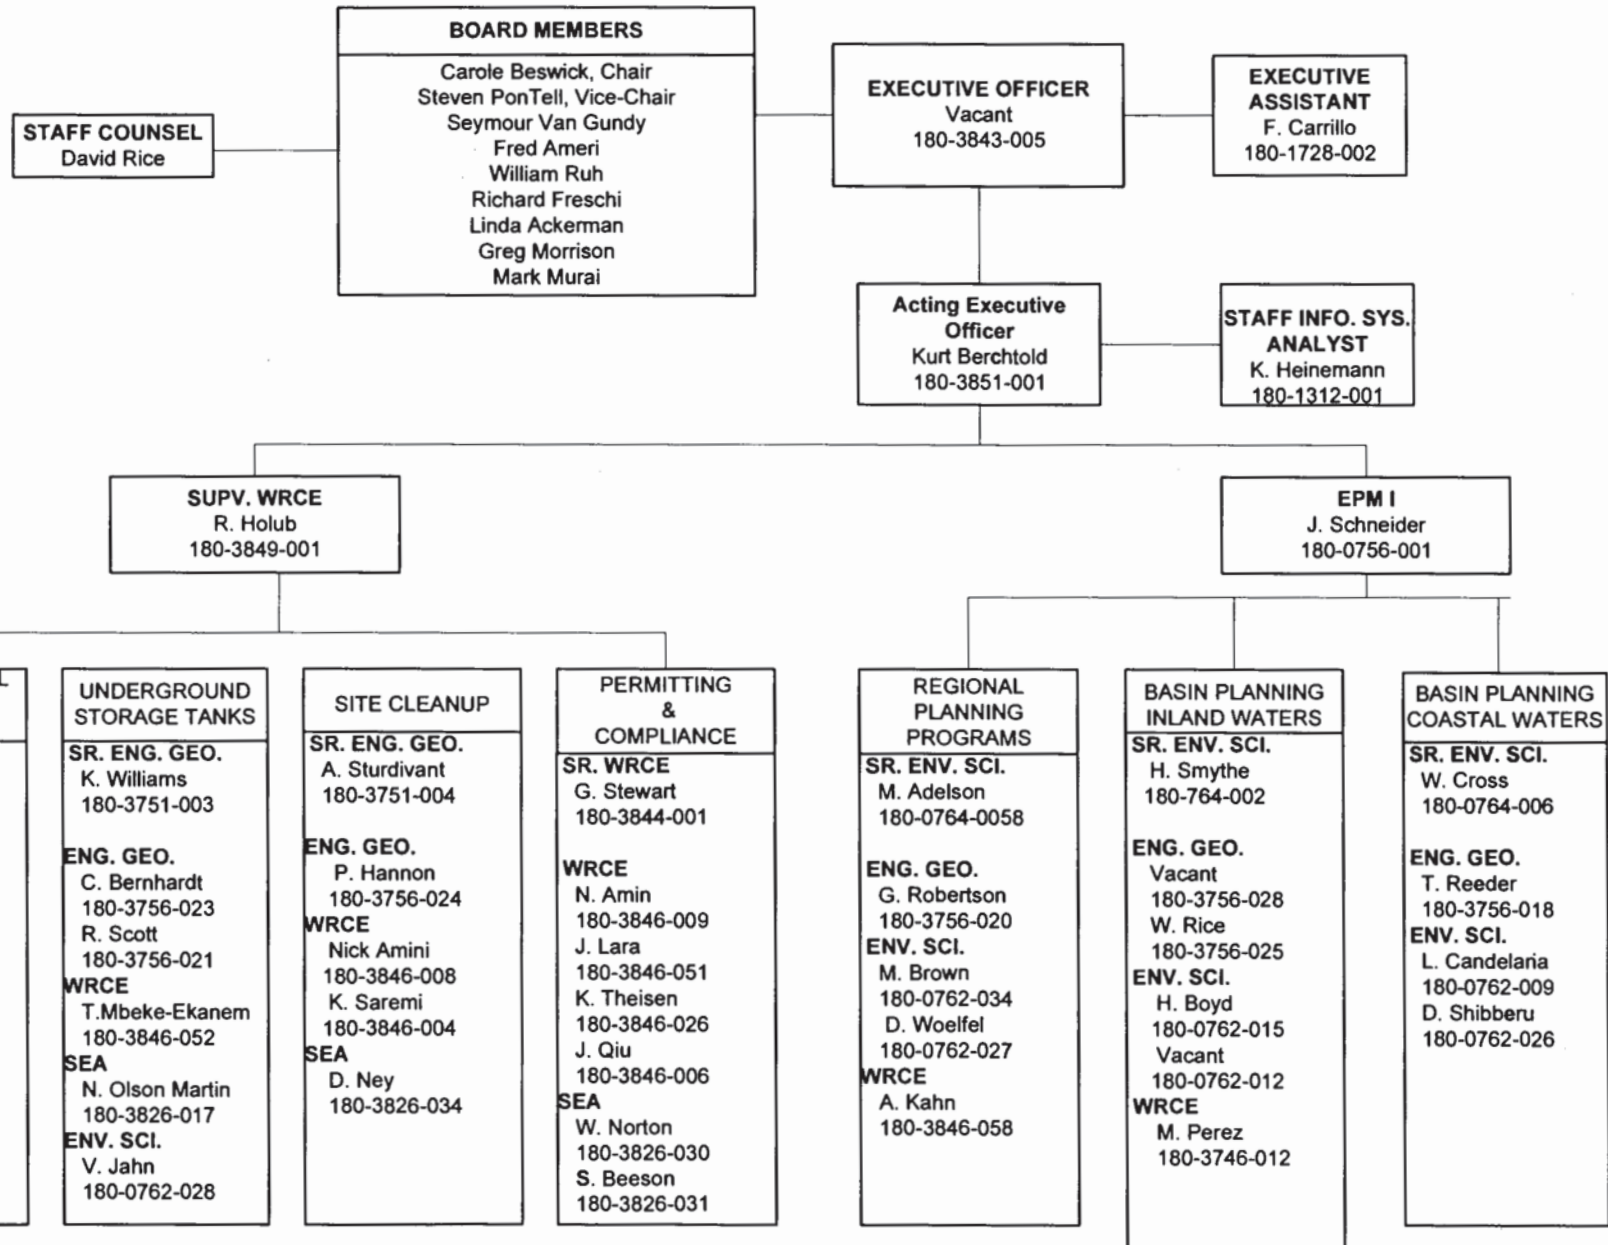 BOARD MEMBERS
Carole Beswick, Chair
Steven PonTell, Vice-Chair
Seymour Van Gundy
Fred Ameri
William Ruh
Richard Freschi
Linda Ackerman
Greg Morrison
Mark Murai
STAFF COUNSEL
David Rice
EXECUTIVE OFFICER
Vacant
180-3843-005
EXECUTIVE
ASSISTANT
F. Carrillo
180-1728-002
Acting Executive
Officer
Kurt Berchtold
180-3851-001
STAFF INFO. SYS.
ANALYST
K. Heinemann
180-1312-001
SUPV. WRCE
R. Holub
180-3849-001
EPM I
J. Schneider
180-0756-001
UNDERGROUND
STORAGE TANKS
SR. ENG. GEO.
K. Williams
180-3751-003
ENG. GEO.
C. Bernhardt
180-3756-023
R. Scott
180-3756-021
WRCE
T.Mbeke-Ekanem
180-3846-052
SEA
N. Olson Martin
180-3826-017
ENV. SCI.
V. Jahn
180-0762-028
SITE CLEANUP
SR. ENG. GEO.
A. Sturdivant
180-3751-004
ENG. GEO.
P. Hannon
180-3756-024
WRCE
Nick Amini
180-3846-008
K. Saremi
180-3846-004
SEA
D. Ney
180-3826-034
PERMITTING
&
COMPLIANCE
SR. WRCE
G. Stewart
180-3844-001
WRCE
N. Amin
180-3846-009
J. Lara
180-3846-051
K. Theisen
180-3846-026
J. Qiu
180-3846-006
SEA
W. Norton
180-3826-030
S. Beeson
180-3826-031
REGIONAL
PLANNING
PROGRAMS
SR. ENV. SCI.
M. Adelson
180-0764-0058
ENG. GEO.
G. Robertson
180-3756-020
ENV. SCI.
M. Brown
180-0762-034
D. Woelfel
180-0762-027
WRCE
A. Kahn
180-3846-058
BASIN PLANNING
INLAND WATERS
SR. ENV. SCI.
H. Smythe
180-764-002
ENG. GEO.
Vacant
180-3756-028
W. Rice
180-3756-025
ENV. SCI.
H. Boyd
180-0762-015
Vacant
180-0762-012
WRCE
M. Perez
180-3746-012
BASIN PLANNING
COASTAL WATERS
SR. ENV. SCI.
W. Cross
180-0764-006
ENG. GEO.
T. Reeder
180-3756-018
ENV. SCI.
L. Candelaria
180-0762-009
D. Shibberu
180-0762-026